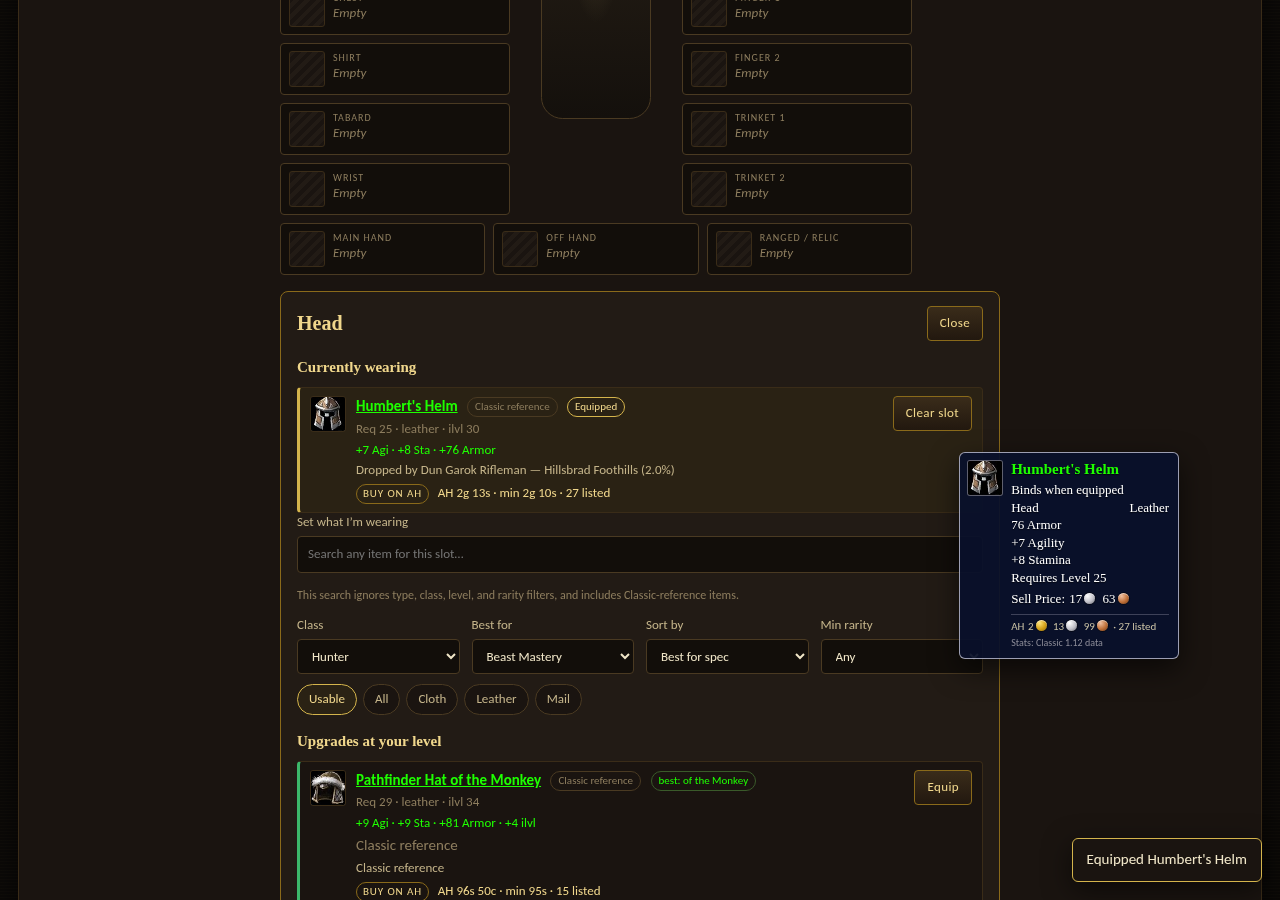 Empty
Empty
SHIRT
Empty
FINGER 2
Empty
TABARD
Empty
TRINKET 1
Empty
WRIST
Empty
TRINKET 2
Empty
MAIN HAND
Empty
OFF HAND
Empty
RANGED / RELIC
Empty
Head
Close
Currently wearing
Humbert's Helm Classic reference Equipped
Clear slot
Req 25 · leather · ilvl 30
+7 Agi · +8 Sta · +76 Armor
Dropped by Dun Garok Rifleman — Hillsbrad Foothills (2.0%)
BUY ON AH AH 2g 13s · min 2g 10s · 27 listed
Set what I'm wearing
Search any item for this slot...
This search ignores type, class, level, and rarity filters, and includes Classic-reference items.
Class
Best for
Sort by
Min rarity
Hunter
Beast Mastery
Best for spec
Any
Usable
All
Cloth
Leather
Mail
Upgrades at your level
Pathfinder Hat of the Monkey Classic reference best: of the Monkey
Equip
Req 29 · leather · ilvl 34
+9 Agi · +9 Sta · +81 Armor · +4 ilvl
Classic reference
Classic reference
BUY ON AH AH 96s 50c · min 95s · 15 listed
Humbert's Helm
Binds when equipped
Head Leather
76 Armor
+7 Agility
+8 Stamina
Requires Level 25
Sell Price: 17 63
AH 2 13 99 · 27 listed
Stats: Classic 1.12 data
Equipped Humbert's Helm